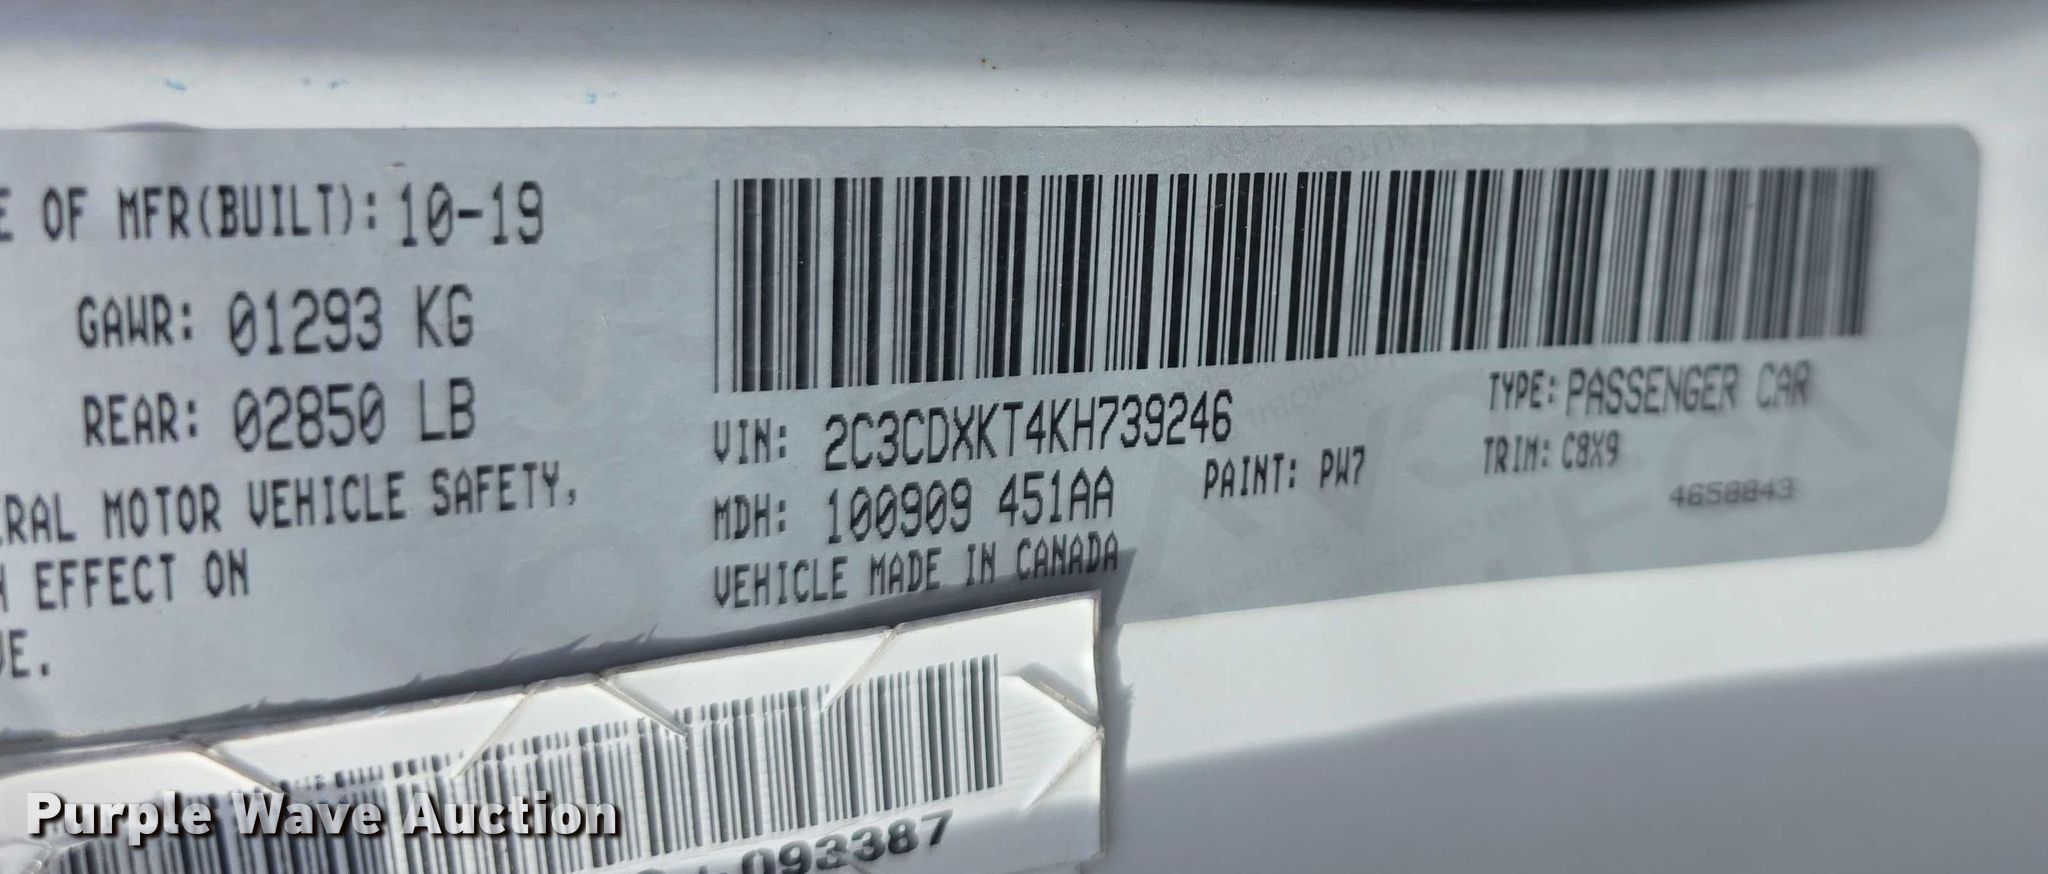 E OF MFR(BUILT): 10-19
GAWR: 01293 KG
REAR: 02850 LB
RAL MOTOR VEHICLE SAFETY,
EFFECT ON
E.
VIN: 2C3CDXKT4KH739246
TYPE: PASSENGER CAR
MDH: 100909 451AA
PAINT: PW7
TRIM: C8X9
4658843
VEHICLE MADE IN CANADA
093387
Purple Wave Auction